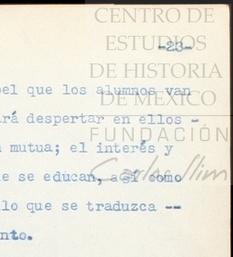 CENTRO DE
ESTUDIOS
-23-
DE HISTORIA
pel que los alumnos van
DE MÉXICO
ará despertar en ellos -
FUNDACIÓN
mutua; el interés y
Carlos Slim
se educan, así como
lo que se traduzca --
nto.